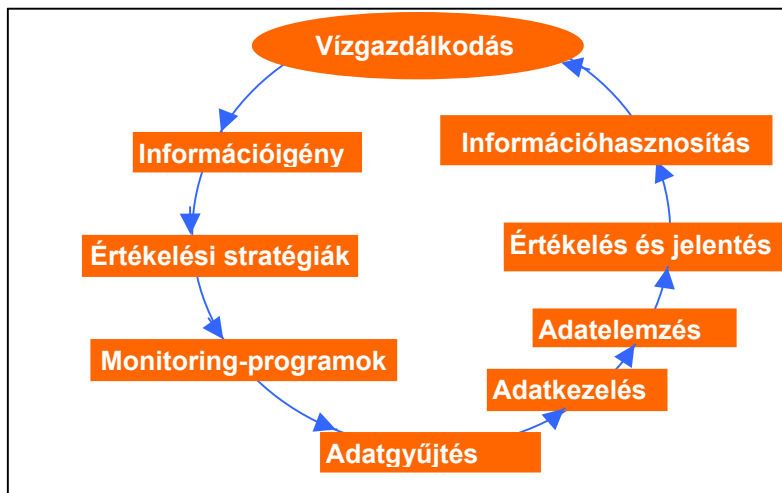 Vízgazdálkodás
Információigény
Értékelési stratégiák
Monitoring-programok
Adatgyűjtés
Adatkezelés
Adatelemzés
Értékelés és jelentés
Információhasznosítás